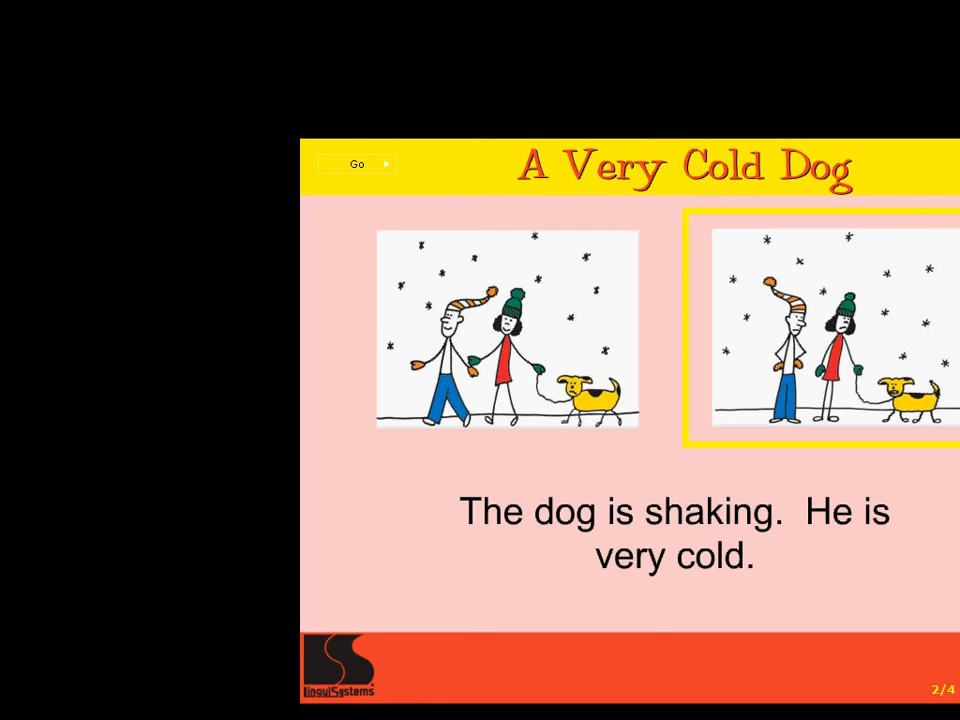 Go
A Very Cold Dog
The dog is shaking. He is
very cold.
LinguiSystems
2/4